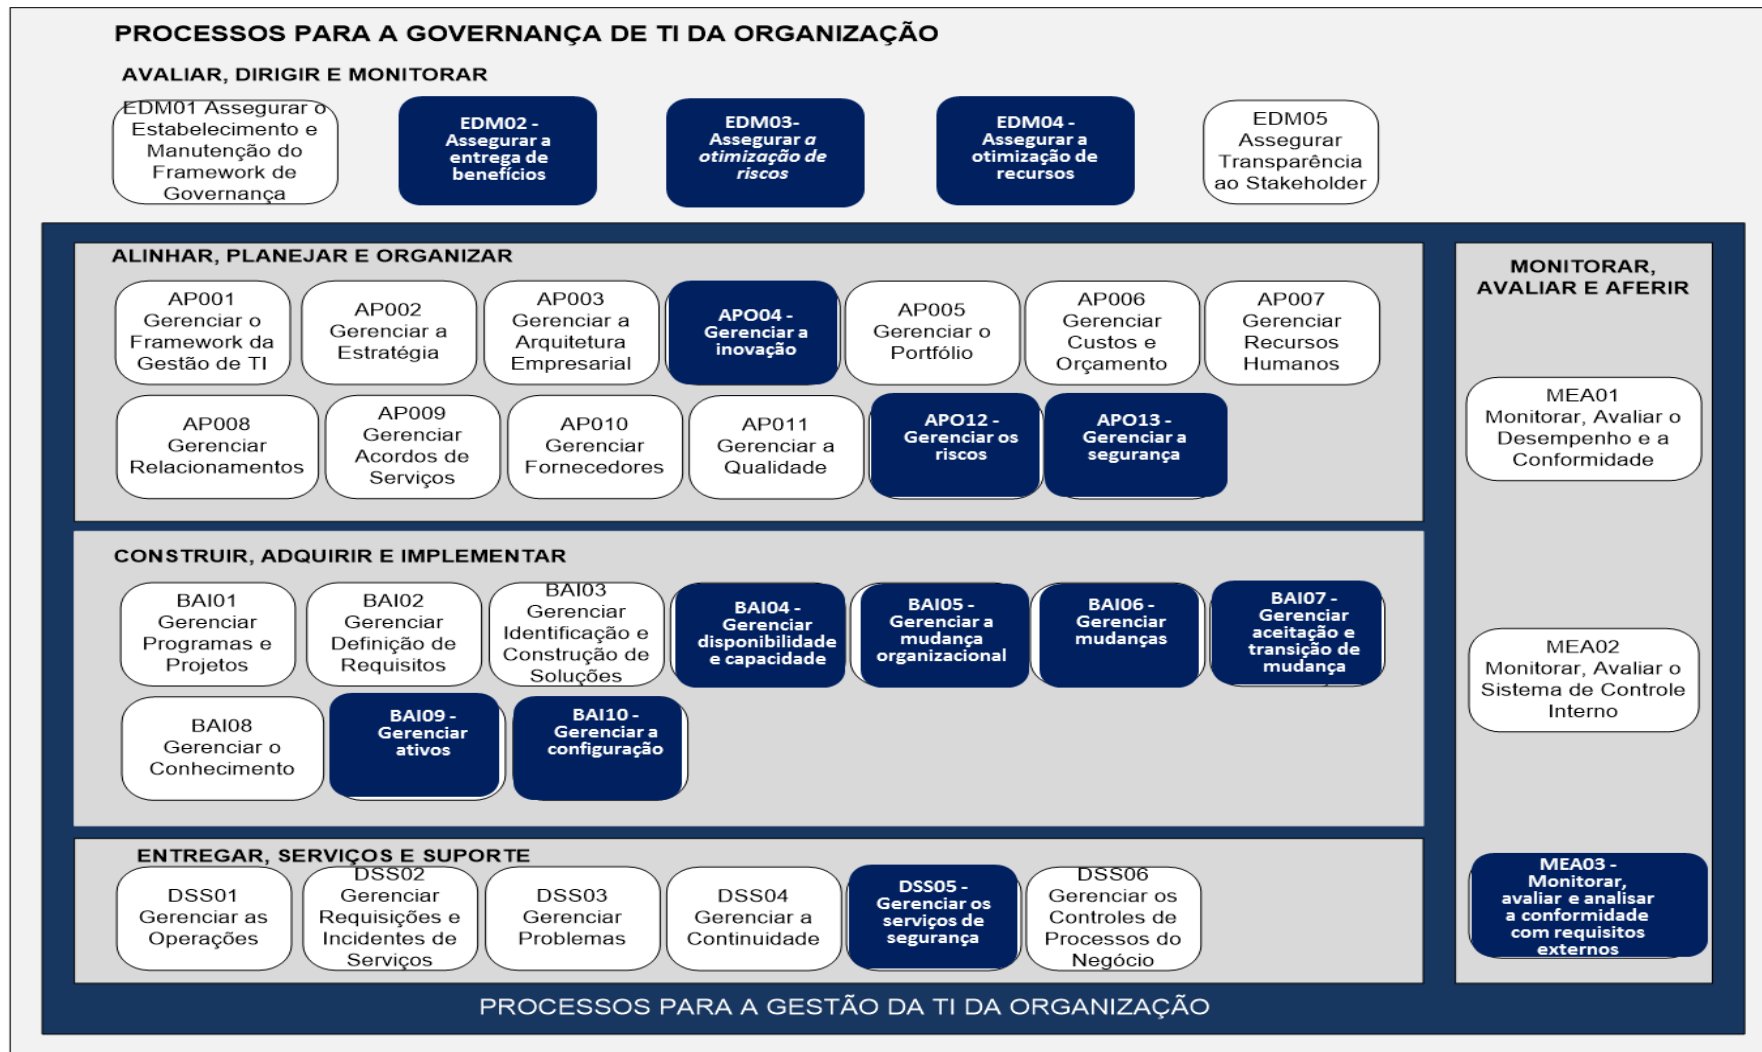 PROCESSOS PARA A GOVERNANÇA DE TI DA ORGANIZAÇÃO
AVALIAR, DIRIGIR E MONITORAR
EDM01 Assegurar o
Estabelecimento e
Manutenção do
Framework de
Governança
EDM02 -
Assegurar a
entrega de
benefícios
EDM03-
Assegurar a
otimização de
riscos
EDM04 -
Assegurar a
otimização de
recursos
EDM05
Assegurar
Transparência
ao Stakeholder
ALINHAR, PLANEJAR E ORGANIZAR
AP001
Gerenciar o
Framework da
Gestão de TI
AP002
Gerenciar a
Estratégia
AP003
Gerenciar a
Arquitetura
Empresarial
APO04 -
Gerenciar a
inovação
AP005
Gerenciar o
Portfólio
AP006
Gerenciar
Custos e
Orçamento
AP007
Gerenciar
Recursos
Humanos
AP008
Gerenciar
Relacionamentos
AP009
Gerenciar
Acordos de
Serviços
AP010
Gerenciar
Fornecedores
AP011
Gerenciar a
Qualidade
APO12 -
Gerenciar os
riscos
APO13 -
Gerenciar a
segurança
CONSTRUIR, ADQUIRIR E IMPLEMENTAR
BAI01
Gerenciar
Programas e
Projetos
BAI02
Gerenciar
Definição de
Requisitos
BAI03
Gerenciar
Identificação e
Construção de
Soluções
BAI04 -
Gerenciar
disponibilidade
e capacidade
BAI05 -
Gerenciar a
mudança
organizacional
BAI06 -
Gerenciar
mudanças
BAI07 -
Gerenciar
aceitação e
transição de
mudança
BAI08
Gerenciar o
Conhecimento
BAI09 -
Gerenciar
ativos
BAI10 -
Gerenciar a
configuração
ENTREGAR, SERVIÇOS E SUPORTE
DSS01
Gerenciar as
Operações
DSS02
Gerenciar
Requisições e
Incidentes de
Serviços
DSS03
Gerenciar
Problemas
DSS04
Gerenciar a
Continuidade
DSS05 -
Gerenciar os
serviços de
segurança
DSS06
Gerenciar os
Controles de
Processos do
Negócio
MONITORAR,
AVALIAR E AFERIR
MEA01
Monitorar, Avaliar o
Desempenho e a
Conformidade
MEA02
Monitorar, Avaliar o
Sistema de Controle
Interno
MEA03 -
Monitorar,
avaliar e analisar
a conformidade
com requisitos
externos
PROCESSOS PARA A GESTÃO DA TI DA ORGANIZAÇÃO